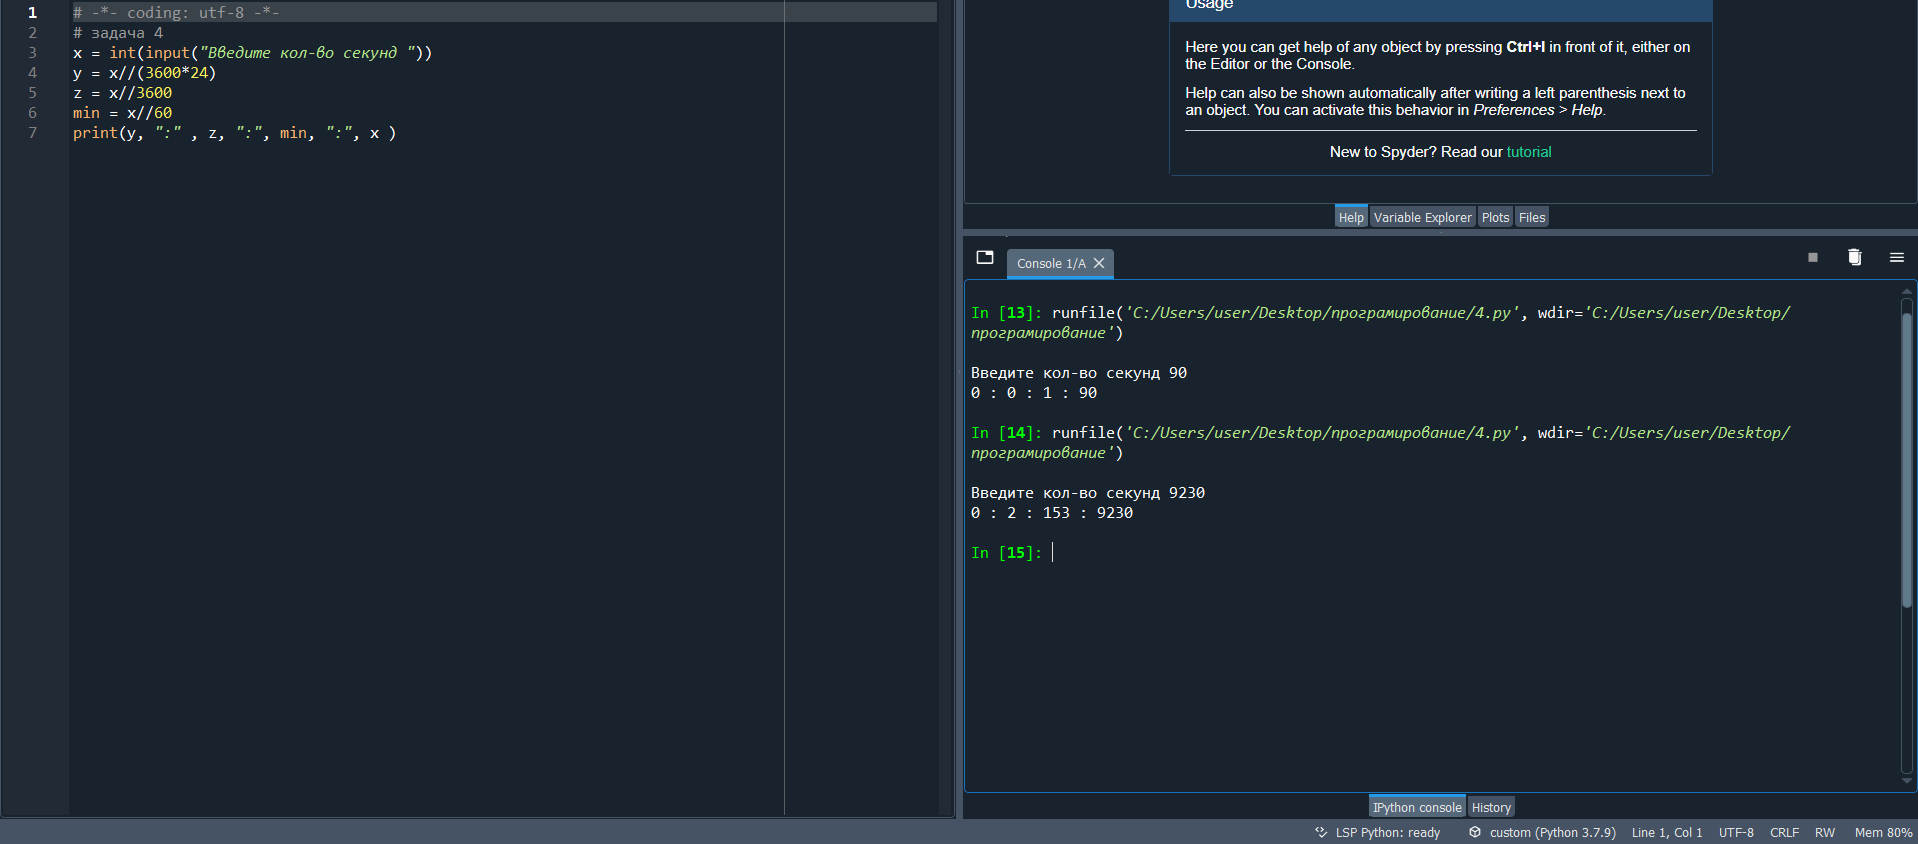 1 # -*- coding: utf-8 -*-
2 # задача 4
3 x = int(input("Введите кол-во секунд "))
4 y = x//(3600*24)
5 z = x//3600
6 min = x//60
7 print(y, ":" , z, ":", min, ":", x )
Usage
Here you can get help of any object by pressing Ctrl+I in front of it, either on
the Editor or the Console.
Help can also be shown automatically after writing a left parenthesis next to
an object. You can activate this behavior in Preferences > Help.
New to Spyder? Read our tutorial
Help Variable Explorer Plots Files
Console 1/A
In [13]: runfile('C:/Users/user/Desktop/програмирование/4.py', wdir='C:/Users/user/Desktop/
програмирование')
Введите кол-во секунд 90
0 : 0 : 1 : 90
In [14]: runfile('C:/Users/user/Desktop/програмирование/4.py', wdir='C:/Users/user/Desktop/
програмирование')
Введите кол-во секунд 9230
0 : 2 : 153 : 9230
In [15]:
IPython console History
LSP Python: ready custom (Python 3.7.9) Line 1, Col 1 UTF-8 CRLF RW Mem 80%